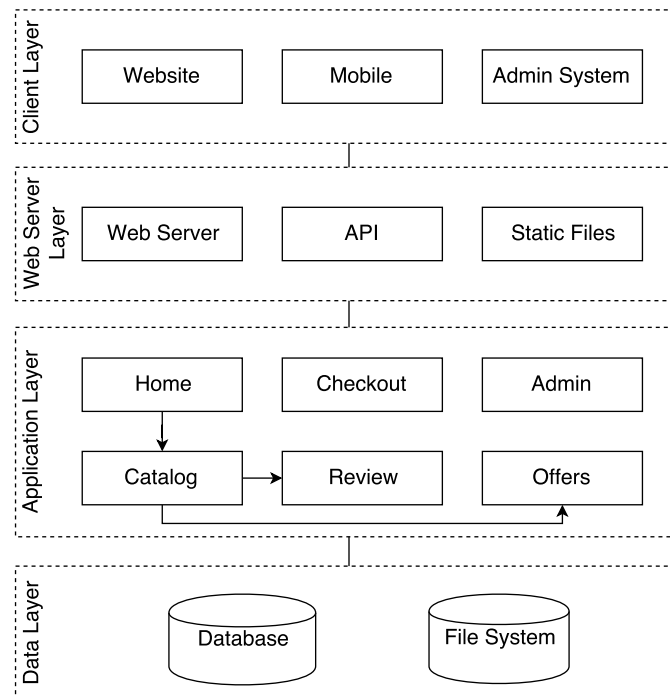 Client Layer
Website
Mobile
Admin System
Web Server
Layer
Web Server
API
Static Files
Application Layer
Home
Checkout
Admin
Catalog
Review
Offers
Data Layer
Database
File System